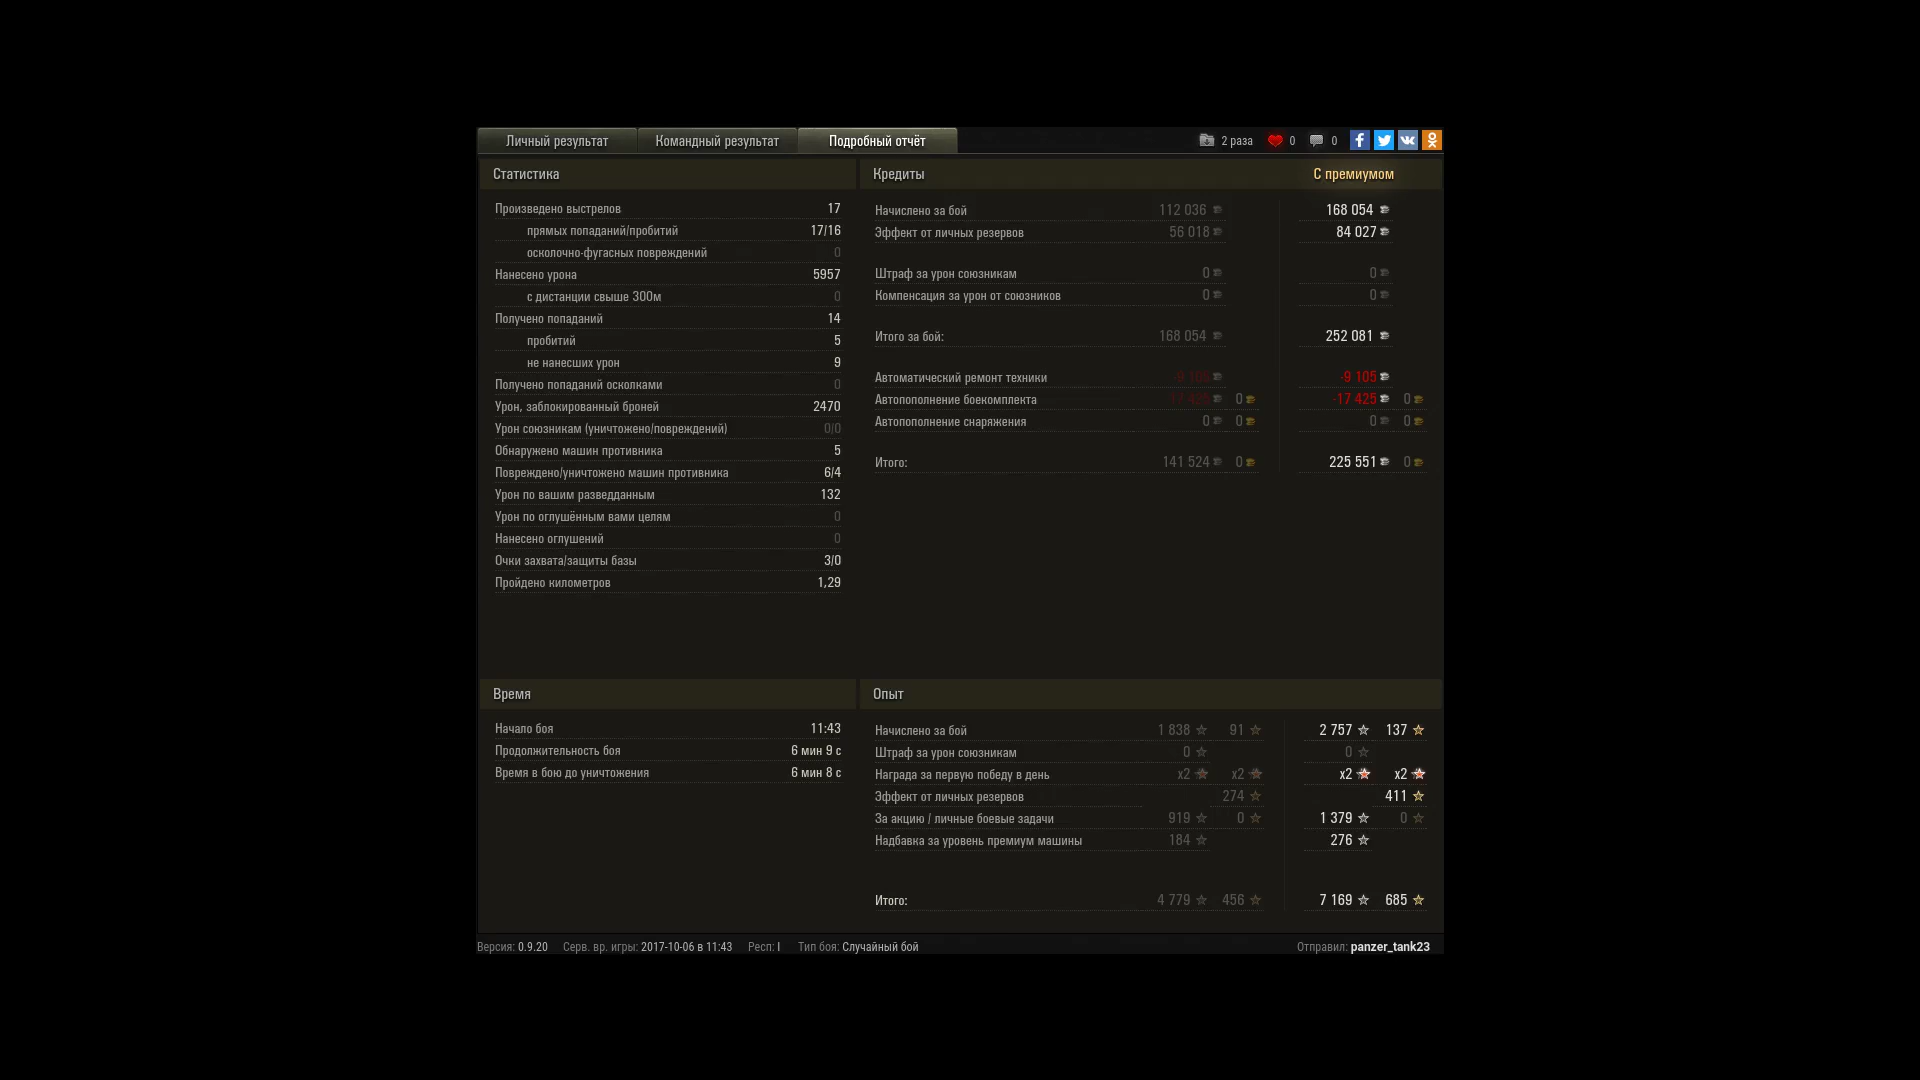 Личный результат Командный результат Подробный отчёт 2 раза 0 0
Статистика
Произведено выстрелов 17
прямых попаданий/пробитий 17/16
осколочно-фугасных повреждений 0
Нанесено урона 5957
с дистанции свыше 300м 0
Получено попаданий 14
пробитий 5
не нанесших урон 9
Получено попаданий осколками 0
Урон, заблокированный броней 2470
Урон союзникам (уничтожено/повреждений) 0/0
Обнаружено машин противника 5
Повреждено/уничтожено машин противника 6/4
Урон по вашим разведданным 132
Урон по оглушённым вами целям 0
Нанесено оглушений 0
Очки захвата/защиты базы 3/0
Пройдено километров 1,29
Кредиты С премиумом
Начислено за бой 112 036 168 054
Эффект от личных резервов 56 018 84 027
Штраф за урон союзникам 0 0
Компенсация за урон от союзников 0 0
Итого за бой: 168 054 252 081
Автоматический ремонт техники -9 105 -9 105
Автопополнение боекомплекта -17 425 0 -17 425 0
Автопополнение снаряжения 0 0 0 0
Итого: 141 524 0 225 551 0
Время
Начало боя 11:43
Продолжительность боя 6 мин 9 с
Время в бою до уничтожения 6 мин 8 с
Опыт
Начислено за бой 1 838 91 2 757 137
Штраф за урон союзникам 0 0
Награда за первую победу в день x2 x2 x2 x2
Эффект от личных резервов 274 411
За акцию / личные боевые задачи 919 0 1 379 0
Надбавка за уровень премиум машины 184 276
Итого: 4 779 456 7 169 685
Версия: 0.9.20 Серв. вр. игры: 2017-10-06 в 11:43 Респ: I Тип боя: Случайный бой Отправил: panzer_tank23